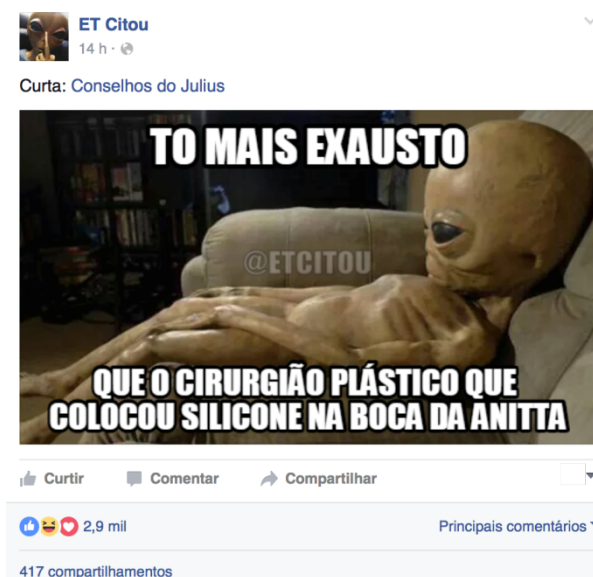 ET Citou
14 h ·
Curta: Conselhos do Julius
TO MAIS EXAUSTO
@ETCITOU
QUE O CIRURGIÃO PLÁSTICO QUE
COLOCOU SILICONE NA BOCA DA ANITTA
Curtir Comentar Compartilhar
2,9 mil Principais comentários
417 compartilhamentos